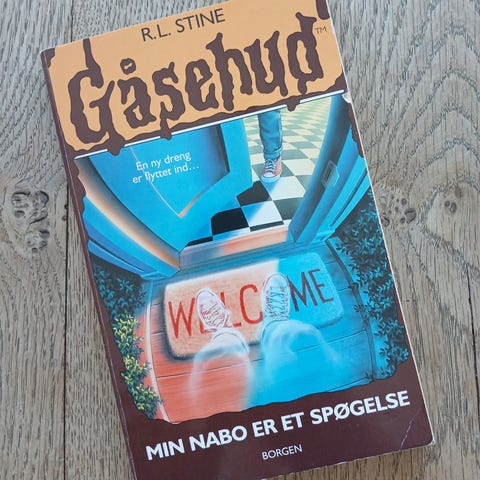 R.L. STINE
Gåsehud™
En ny dreng
er flyttet ind...
WELCOME
MIN NABO ER ET SPØGELSE
BORGEN